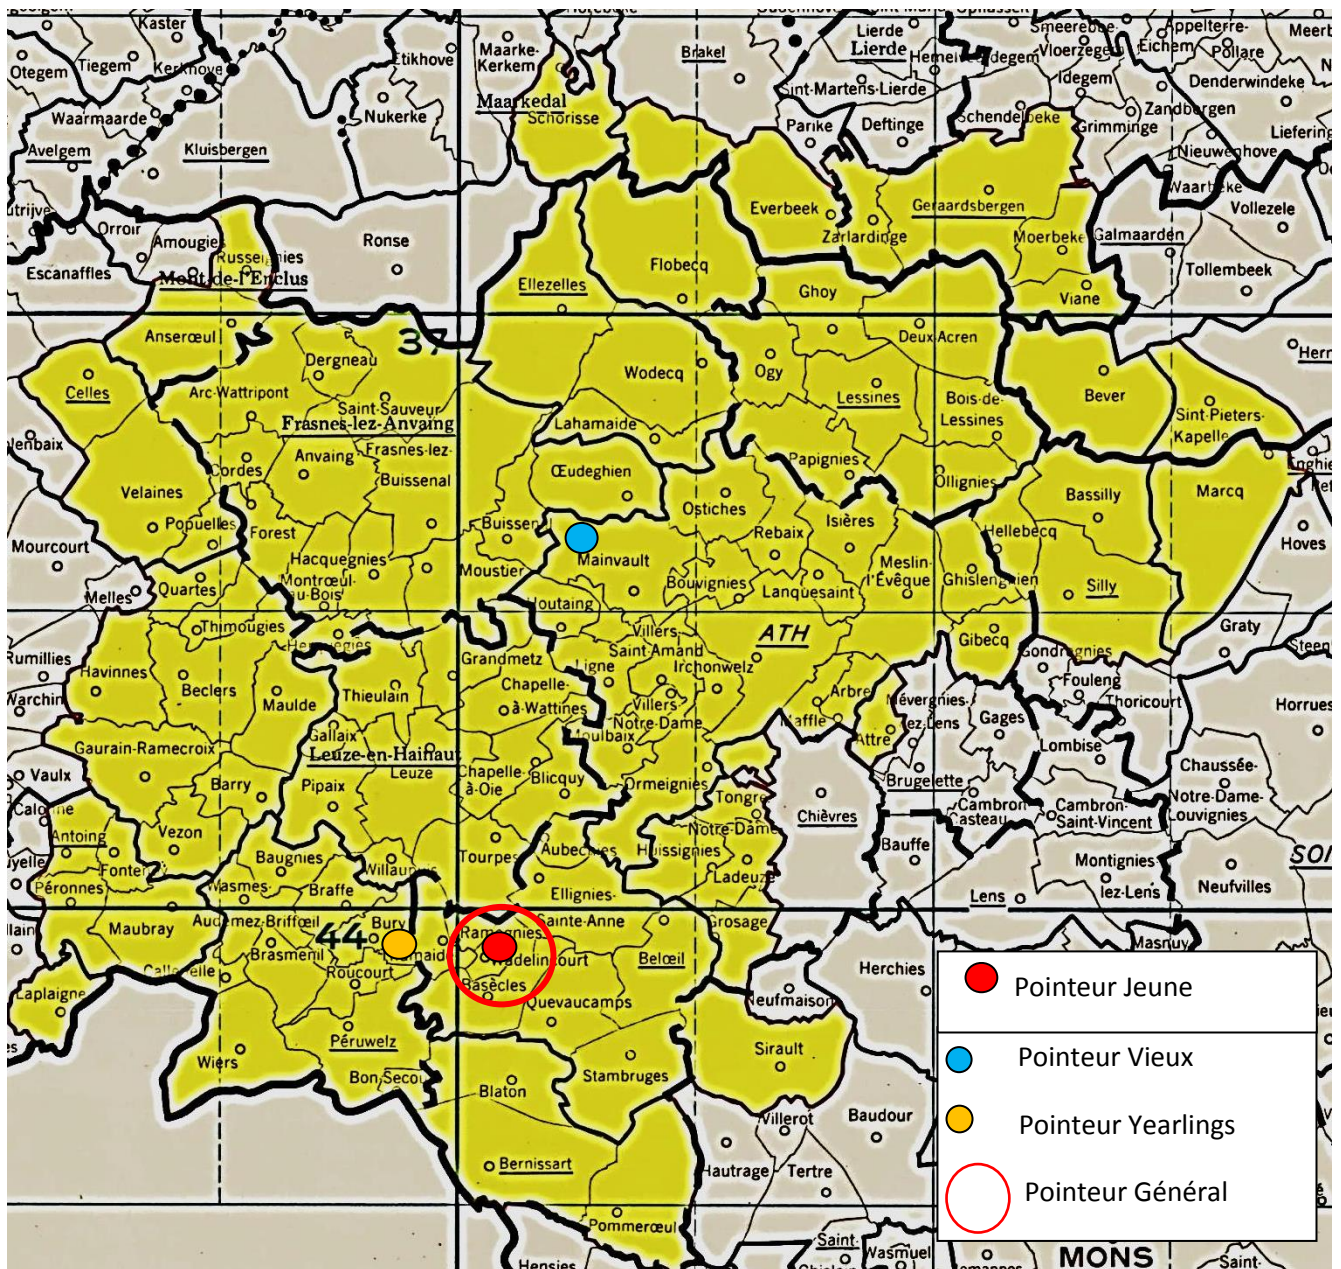 Kaster
Otegem
Tiegem
Kerkhove
Etikhove
Maarke-
Kerkem
Brakel
Lierde
Lierde
Hemelveerdegem
Smeerebbe-
Vloerzegem
Appelterre-
Eichem
Pollare
Waarmaarde
Nukerke
Maarkedal
Schorisse
Sint-Martens-Lierde
Idegem
Denderwindeke
Zandbergen
Parike
Deftinge
Schendelbeke
Grimminge
Avelgem
Kluisbergen
Nieuwenhove
Waarbeke
Everbeek
Geraardsbergen
Vollezele
Orroir
Amougies
Ronse
Zarlardinge
Moerbeke
Galmaarden
Escanaffles
Russeignies
Mont-de-l'Enclus
Flobecq
Tollembeek
Ellezelles
Ghoy
Viane
Anserœul
37
Dergneau
Deux-Acren
Celles
Arc-Wattripont
Wodecq
Ogy
Bever
Saint-Sauveur
Lessines
Bois-de-
Lessines
Sint-Pieters-
Kapelle
Frasnes-lez-Anvaing
Lahamaide
Anvaing
Frasnes-lez-
Buissenal
Cordes
Œudeghien
Papignies
Ollignies
Velaines
Bassilly
Marcq
Popuelles
Forest
Ostiches
Isières
Rebaix
Hellebecq
Mourcourt
Hacquegnies
Mainvault
Hoves
Moustier
Bouvignies
Meslin-
l'Évêque
Ghislenghien
Melles
Quartes
Montrœul-
au-Bois
Lanquesaint
Silly
Houtaing
Thimougies
Villers-
Saint-Amand
ATH
Gibecq
Graty
Rumillies
Grandmetz
Ligne
Irchonwelz
Gondregnies
Havinnes
Beclers
Thieulain
Chapelle-
à-Wattines
Arbre
Fouleng
Warchin
Maulde
Villers-
Notre-Dame
Maffle
Mévergnies-
lez-Lens
Thoricourt
Gages
Horrues
Gallaix
Moulbaix
Attre
Lombise
Gaurain-Ramecroix
Leuze-en-Hainaut
Leuze
Vaulx
Chapelle-
à-Oie
Blicquy
Ormeignies
Brugelette
Chaussée-
Notre-Dame-
Louvignies
Barry
Pipaix
Tongre-
Notre-Dame
Chièvres
Cambron-
Casteau
Cambron-
Saint-Vincent
Antoing
Vezon
Tourpes
Aubechies
Huissignies
Bauffe
Fontenoy
Baugnies
Willaupuis
Ladeuze
Montignies
lez-Lens
Péronnes
Wasmes-
Audemez-Briffœil
Braffe
Ellignies-
Sainte-Anne
Neufvilles
Lens
Maubray
Bury
44
Ramegnies
Grosage
Brasmenil
Wadelincourt
Belœil
Masnuy
Callenelle
Roucourt
Herchies
Laplaigne
Basècles
Quevaucamps
Neufmaison
Péruwelz
Wiers
Sirault
Bon-Secours
Stambruges
Blaton
Villerot
Baudour
Bernissart
Hautrage
Tertre
Pommerœul
Hensies
Saint-
Wasmuel
MONS
Saint-
Pointeur Jeune
Pointeur Vieux
Pointeur Yearlings
Pointeur Général